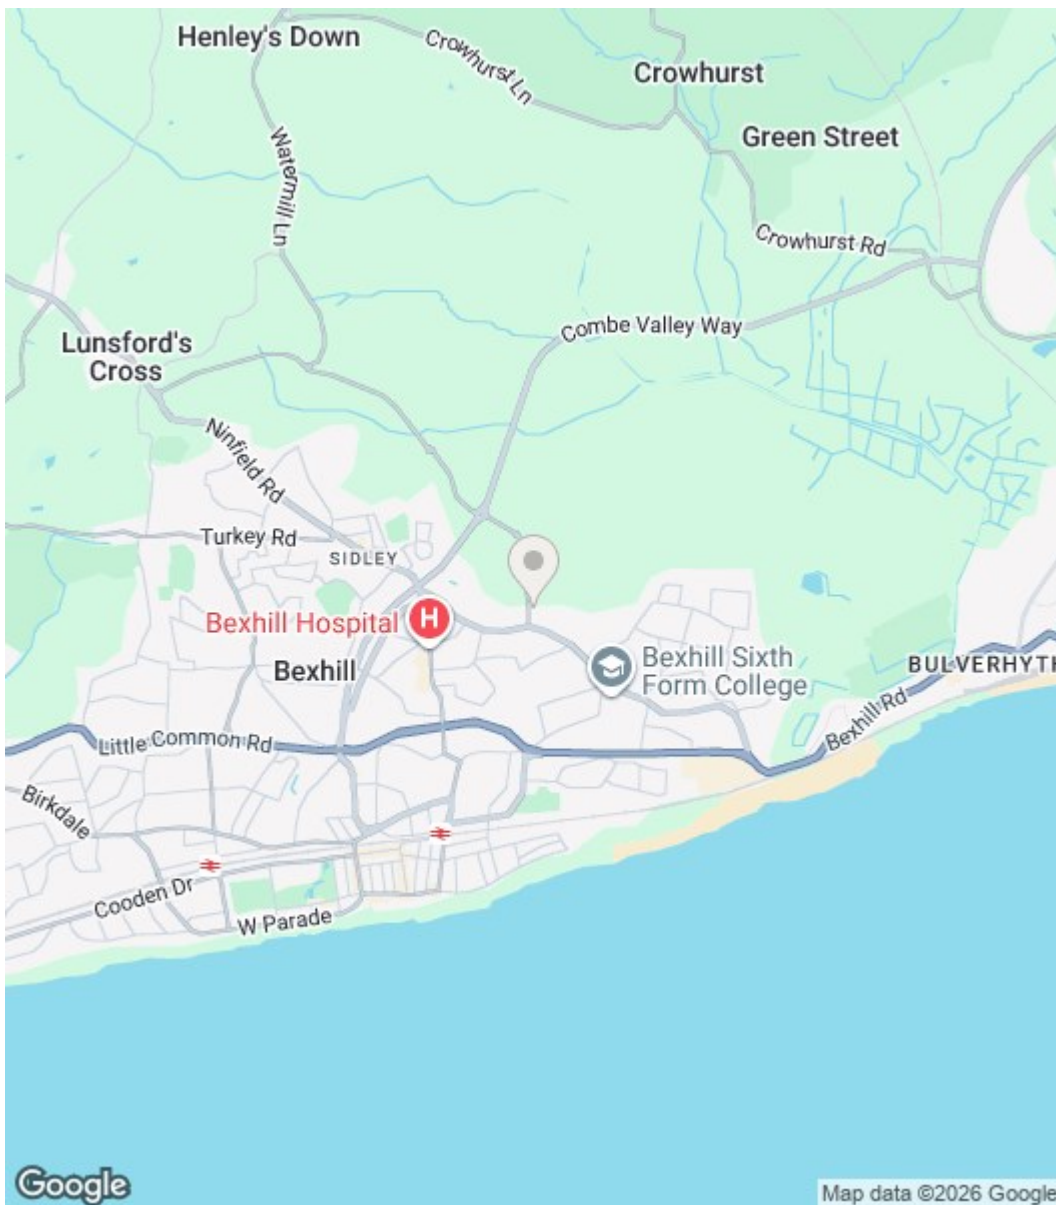 Henley's Down
Crowhurst Ln
Crowhurst
Green Street
Watermill Ln
Crowhurst Rd
Combe Valley Way
Lunsford's
Cross
Ninfield Rd
Turkey Rd
SIDLEY
Bexhill Hospital
H
Bexhill
Bexhill Sixth
Form College
BULVERHYTH
Bexhill Rd
Little Common Rd
Birkdale
Cooden Dr
W Parade
Google
Map data ©2026 Google